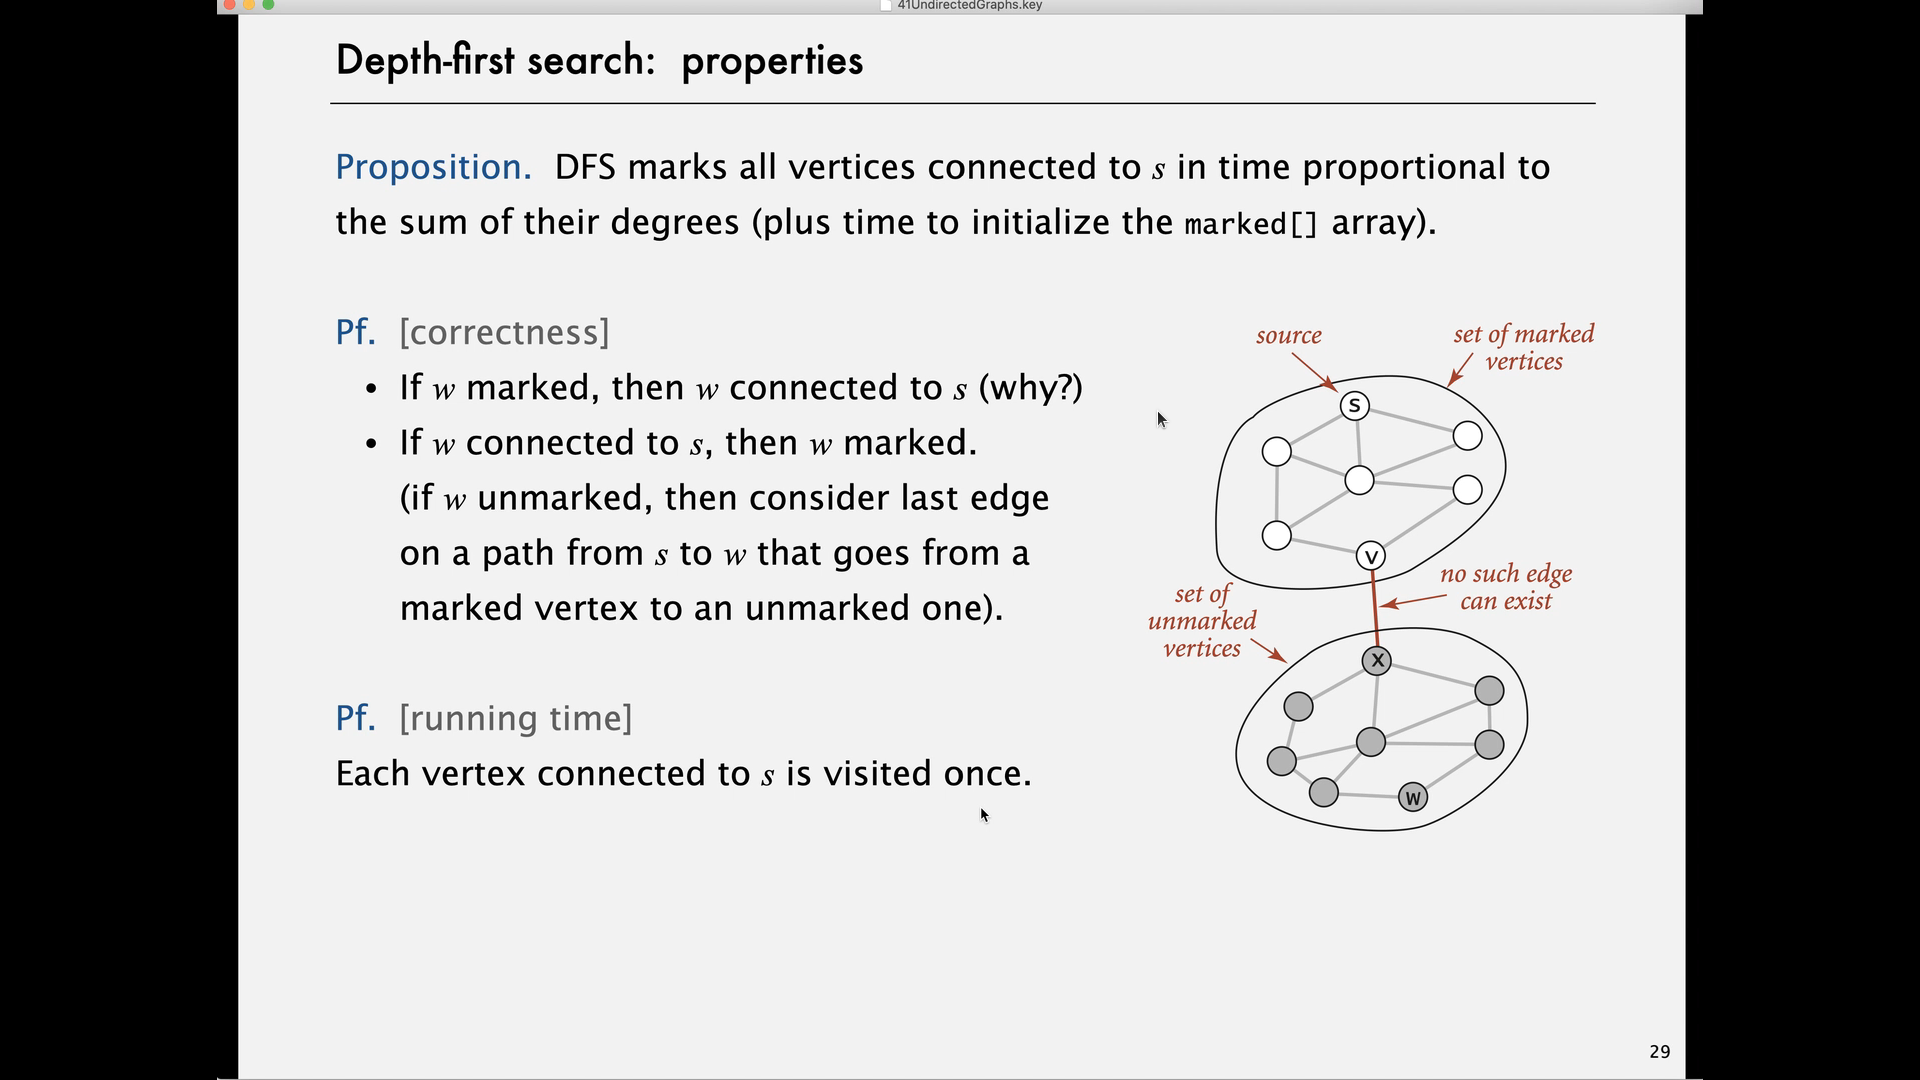 41UndirectedGraphs.key
Depth-first search: properties
Proposition. DFS marks all vertices connected to s in time proportional to
the sum of their degrees (plus time to initialize the marked[] array).
Pf. [correctness]
• If w marked, then w connected to s (why?)
• If w connected to s, then w marked.
(if w unmarked, then consider last edge
on a path from s to w that goes from a
marked vertex to an unmarked one).
Pf. [running time]
Each vertex connected to s is visited once.
source
set of marked
vertices
S
V
no such edge
can exist
set of
unmarked
vertices
X
W
29